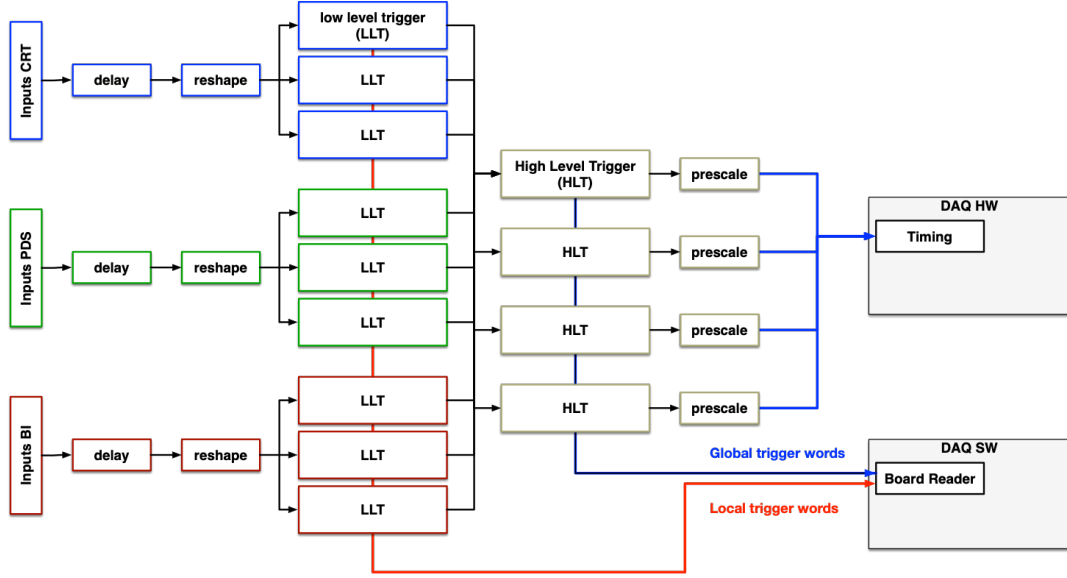 Inputs CRT
delay
reshape
low level trigger
(LLT)
LLT
LLT
Inputs PDS
delay
reshape
LLT
LLT
LLT
Inputs BI
delay
reshape
LLT
LLT
LLT
High Level Trigger
(HLT)
prescale
HLT
prescale
HLT
prescale
HLT
prescale
DAQ HW
Timing
Global trigger words
Local trigger words
DAQ SW
Board Reader